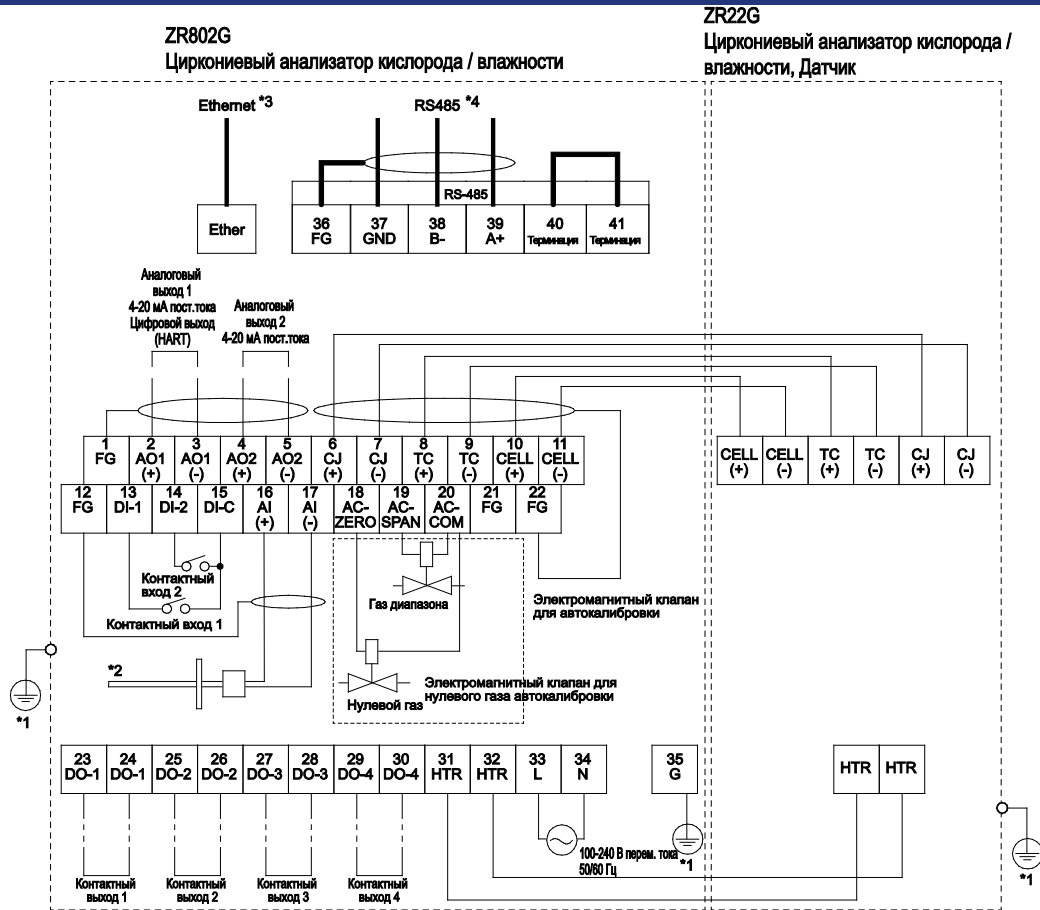 ZR802G
Циркониевый анализатор кислорода / влажности
ZR22G
Циркониевый анализатор кислорода /
влажности, Датчик
Ethernet *3
RS485 *4
RS-485
Ether
36
FG
37
GND
38
B-
39
A+
40
Терминация
41
Терминация
Аналоговый
выход 1
4-20 мА пост.тока
Цифровой выход
(HART)
Аналоговый
выход 2
4-20 мА пост.тока
1
FG
2
AO1
(+)
3
AO1
(-)
4
AO2
(+)
5
AO2
(-)
6
CJ
(+)
7
CJ
(-)
8
TC
(+)
9
TC
(-)
10
CELL
(+)
11
CELL
(-)
CELL
(+)
CELL
(-)
TC
(+)
TC
(-)
CJ
(+)
CJ
(-)
12
FG
13
DI-1
14
DI-2
15
DI-C
16
AI
(+)
17
AI
(-)
18
AC-
ZERO
19
AC-
SPAN
20
AC-
COM
21
FG
22
FG
Контактный
вход 2
Контактный вход 1
Газ диапазона
Электромагнитный клапан
для автокалибровки
*2
Электромагнитный клапан для
нулевого газа автокалибровки
Нулевой газ
*1
23
DO-1
24
DO-1
25
DO-2
26
DO-2
27
DO-3
28
DO-3
29
DO-4
30
DO-4
31
HTR
32
HTR
33
L
34
N
35
G
HTR
HTR
100-240 В перем. тока
50/60 Гц
*1
*1
Контактный
выход 1
Контактный
выход 2
Контактный
выход 3
Контактный
выход 4